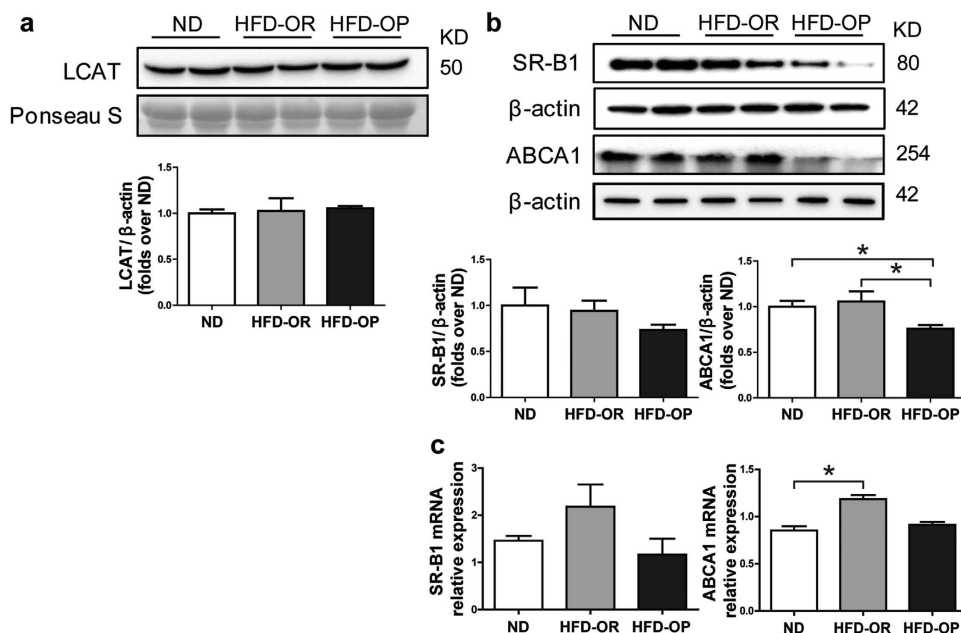 a
ND HFD-OR HFD-OP KD
LCAT 50
Ponseau S
LCAT/β-actin
(folds over ND)
1.5
1.0
0.5
0.0
ND HFD-OR HFD-OP
b
ND HFD-OR HFD-OP KD
SR-B1 80
β-actin 42
ABCA1 254
β-actin 42
SR-B1/β-actin
(folds over ND)
1.5
1.0
0.5
0.0
ND HFD-OR HFD-OP
ABCA1/β-actin
(folds over ND)
1.5
1.0
0.5
0.0
*
*
ND HFD-OR HFD-OP
c
SR-B1 mRNA
relative expression
3
2
1
0
ND HFD-OR HFD-OP
ABCA1 mRNA
relative expression
1.5
1.0
0.5
0.0
*
ND HFD-OR HFD-OP